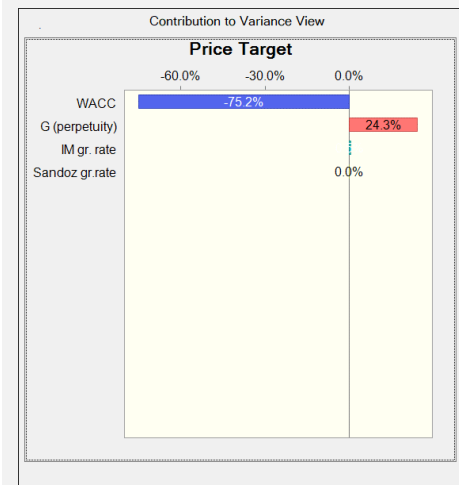 Contribution to Variance View
Price Target
-60.0% -30.0% 0.0%
WACC -75.2%
G (perpetuity) 24.3%
IM gr. rate
Sandoz gr.rate 0.0%